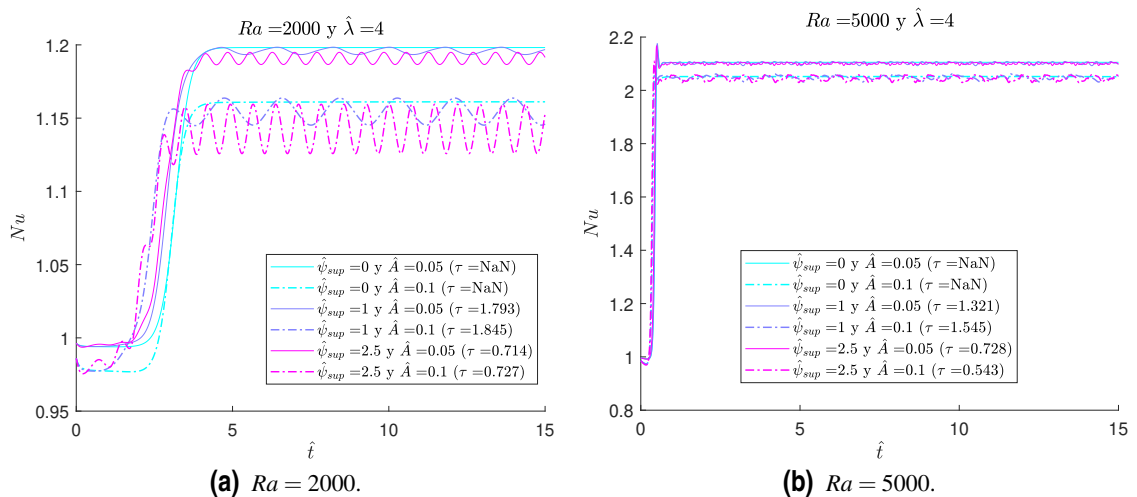 Ra =2000 y λ̂ =4
1.2
1.15
1.1
1.05
1
0.95
Nu
0
5
10
15
t̂
ψ̂sup =0 y Â =0.05 (τ =NaN)
ψ̂sup =0 y Â =0.1 (τ =NaN)
ψ̂sup =1 y Â =0.05 (τ =1.793)
ψ̂sup =1 y Â =0.1 (τ =1.845)
ψ̂sup =2.5 y Â =0.05 (τ =0.714)
ψ̂sup =2.5 y Â =0.1 (τ =0.727)
(a) Ra = 2000.
Ra =5000 y λ̂ =4
2.2
2
1.8
1.6
1.4
1.2
1
0.8
Nu
0
5
10
15
t̂
ψ̂sup =0 y Â =0.05 (τ =NaN)
ψ̂sup =0 y Â =0.1 (τ =NaN)
ψ̂sup =1 y Â =0.05 (τ =1.321)
ψ̂sup =1 y Â =0.1 (τ =1.545)
ψ̂sup =2.5 y Â =0.05 (τ =0.728)
ψ̂sup =2.5 y Â =0.1 (τ =0.543)
(b) Ra = 5000.